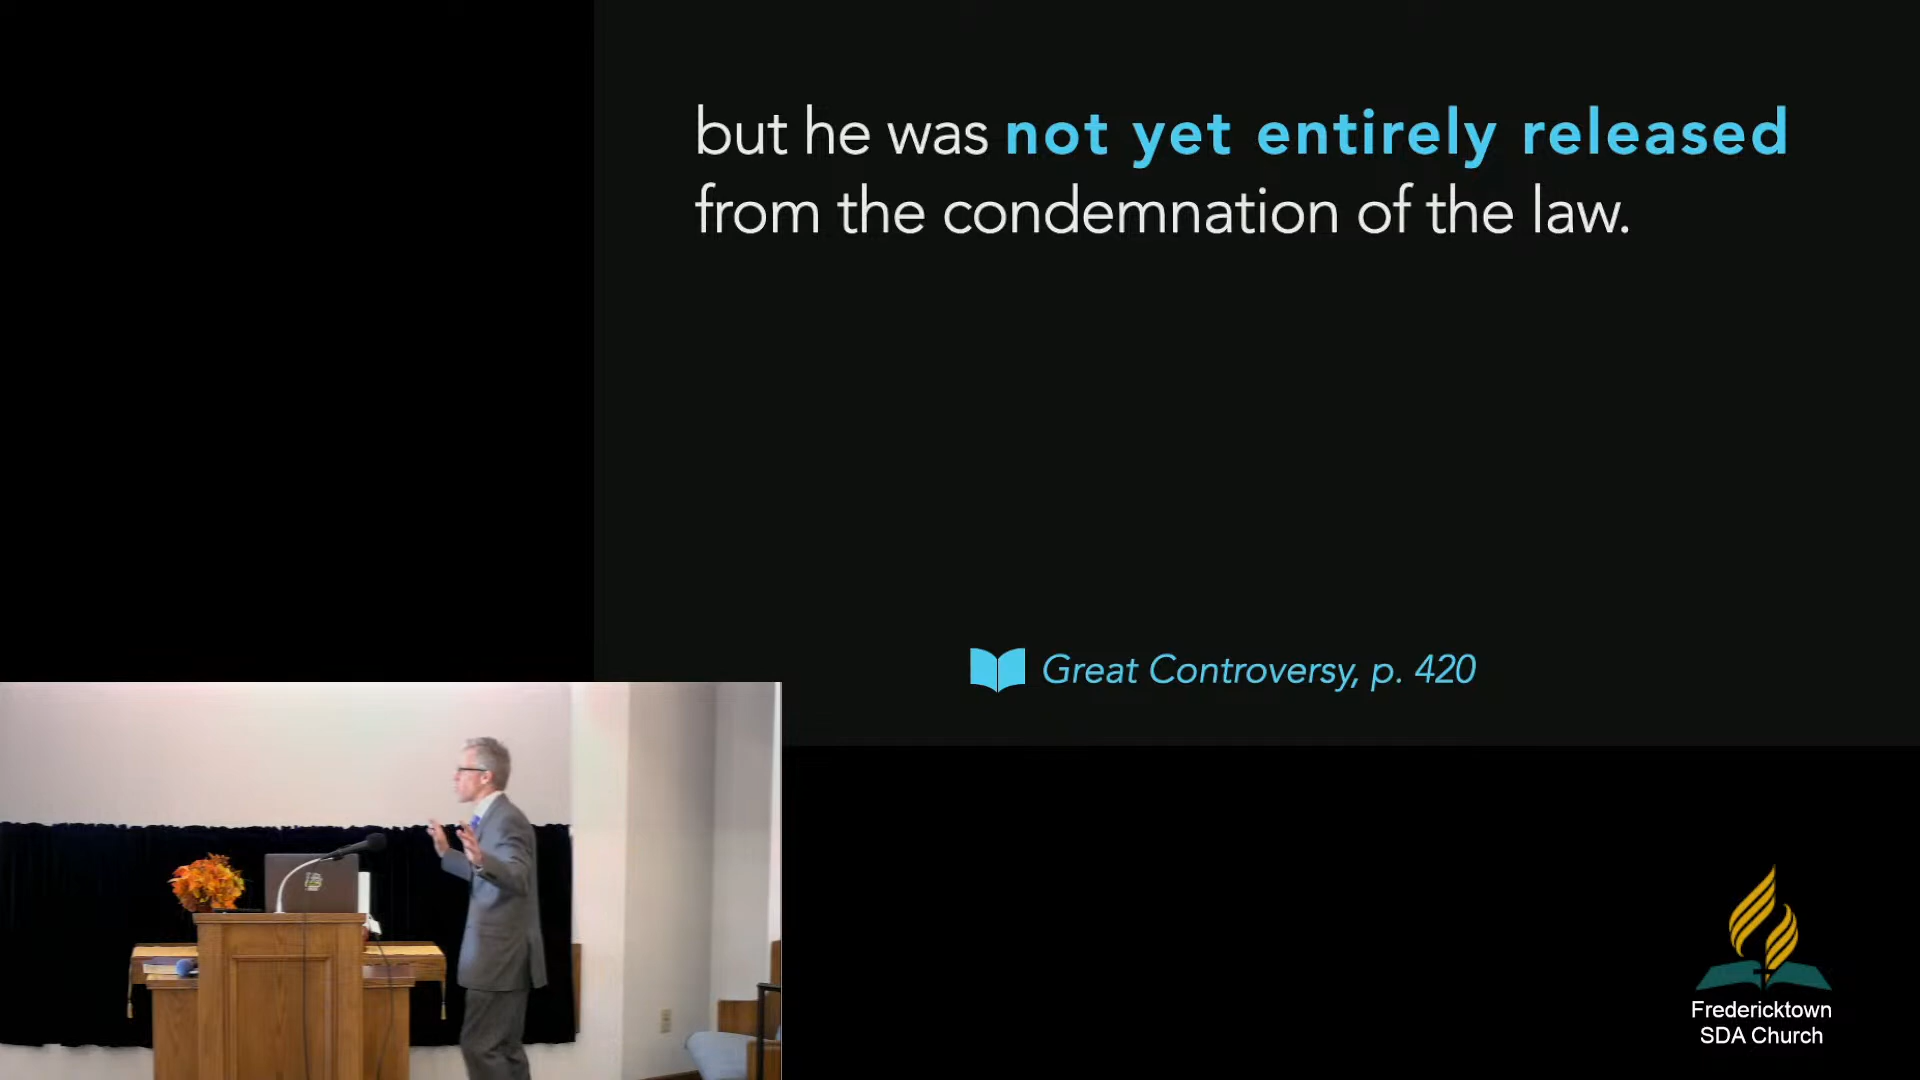 but he was not yet entirely released
from the condemnation of the law.
Great Controversy, p. 420
Fredericktown
SDA Church